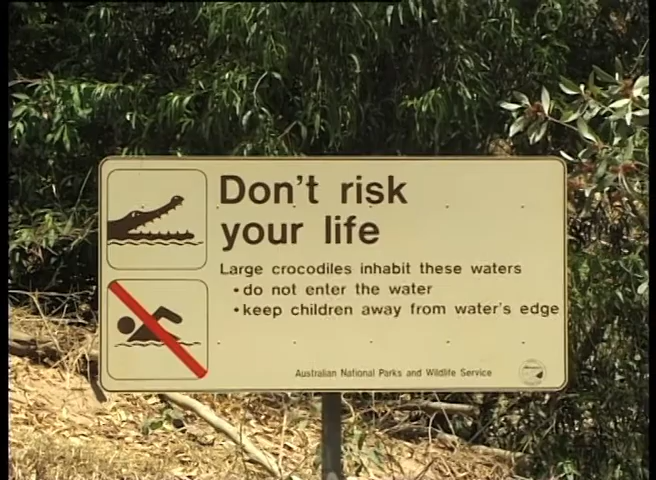 Don't risk
your life
Large crocodiles inhabit these waters
• do not enter the water
• keep children away from water's edge
Australian National Parks and Wildlife Service